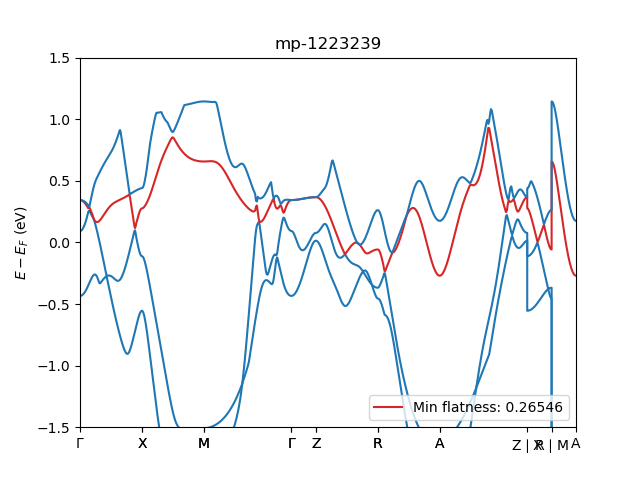 mp-1223239
E − E_F (eV)
1.5
1.0
0.5
0.0
−0.5
−1.0
−1.5
Min flatness: 0.26546
Γ X M Γ Z R A Z | X R | M A